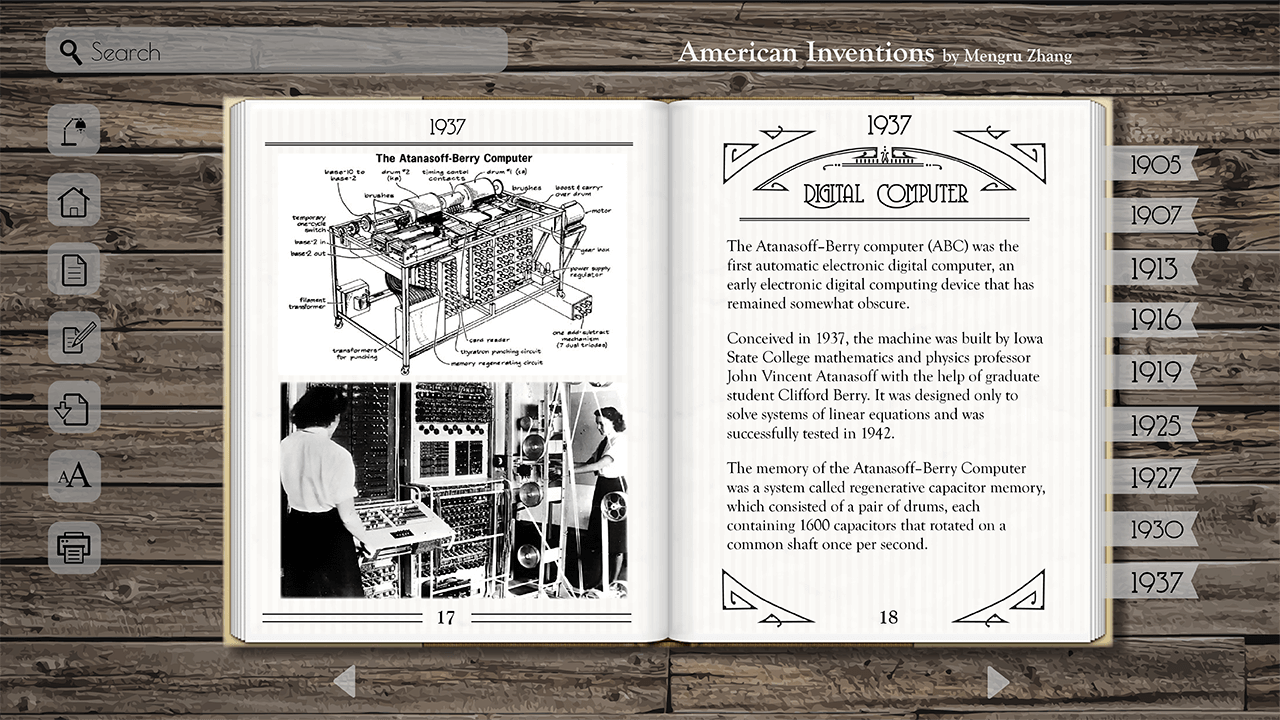 Search
American Inventions by Mengru Zhang
1937
The Atanasoff-Berry Computer
base-10 to
base-2
drum #2
(ka)
timing contol
contacts
drum #1 (ca)
brushes
brushes
boost & carry-
over drum
motor
temporary
one-cycle
switch
base-2 in
base-2 out
gear box
power supply
regulator
filament
transformer
one add-subtract
mechanism
(7 dual triodes)
card reader
transformers
for punching
thyratron punching circuit
memory regenerating circuit
17
1937
DIGITAL COMPUTER
The Atanasoff–Berry computer (ABC) was the
first automatic electronic digital computer, an
early electronic digital computing device that has
remained somewhat obscure.
Conceived in 1937, the machine was built by Iowa
State College mathematics and physics professor
John Vincent Atanasoff with the help of graduate
student Clifford Berry. It was designed only to
solve systems of linear equations and was
successfully tested in 1942.
The memory of the Atanasoff–Berry Computer
was a system called regenerative capacitor memory,
which consisted of a pair of drums, each
containing 1600 capacitors that rotated on a
common shaft once per second.
18
1905
1907
1913
1916
1919
1925
1927
1930
1937
AA